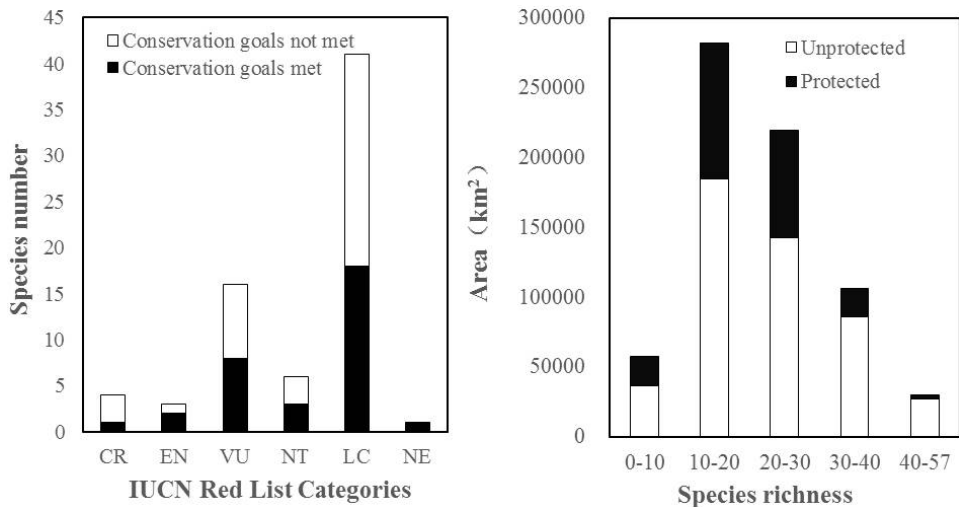 45
40
35
30
25
20
15
10
5
0
Species number
Conservation goals not met
Conservation goals met
CR EN VU NT LC NE
IUCN Red List Categories
300000
250000
200000
150000
100000
50000
0
Area（km²）
Unprotected
Protected
0-10 10-20 20-30 30-40 40-57
Species richness